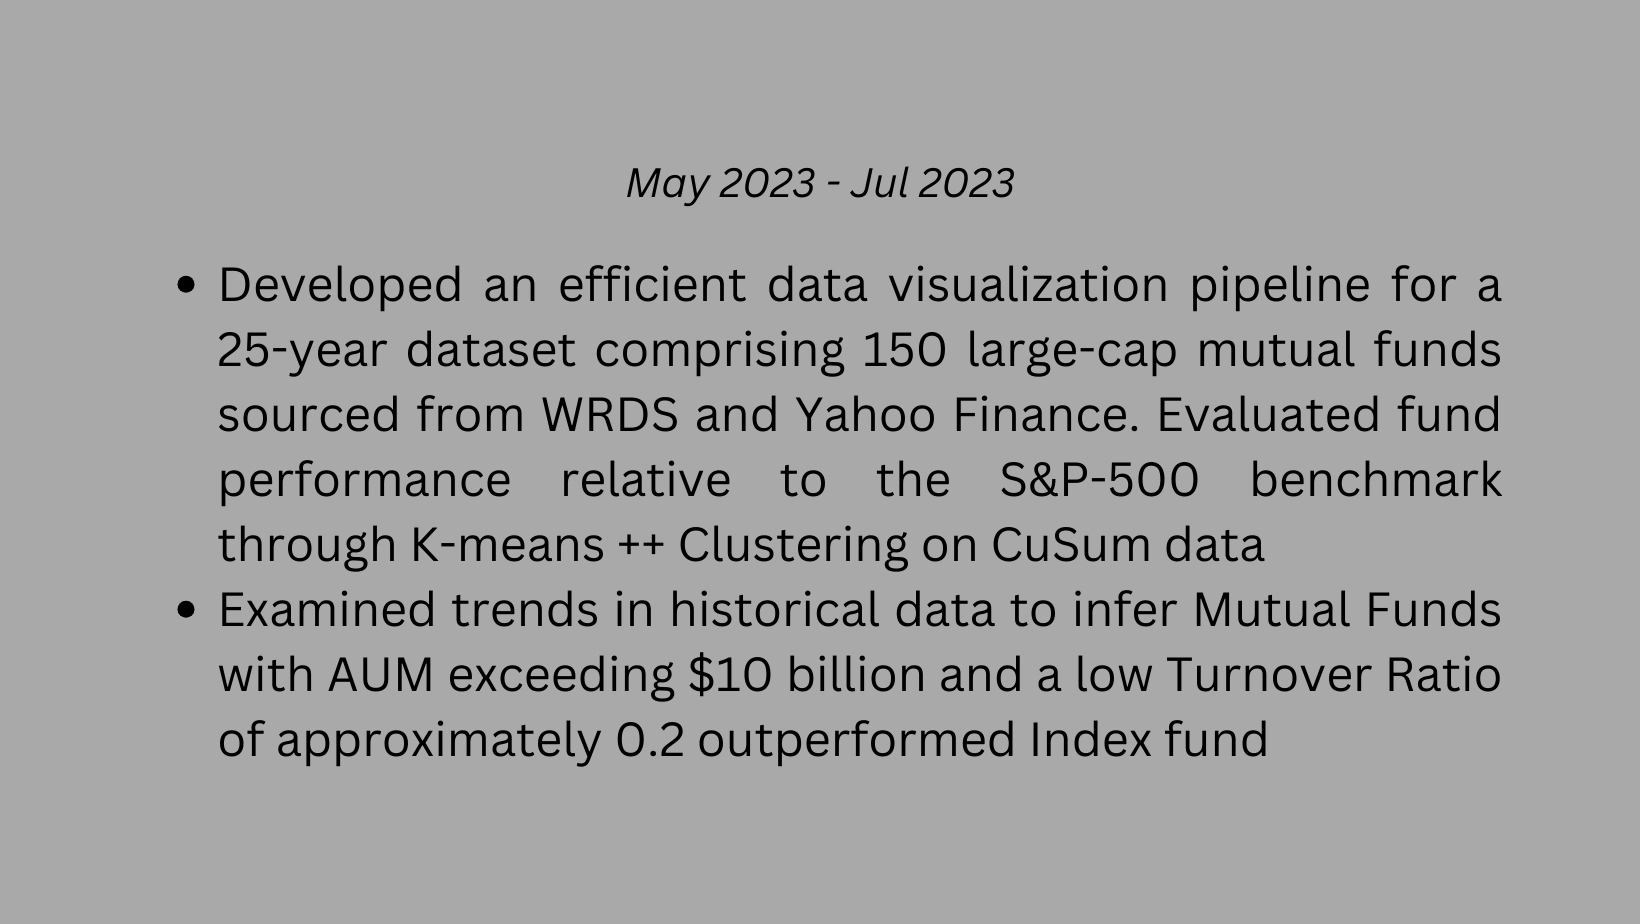 May 2023 - Jul 2023
• Developed an efficient data visualization pipeline for a
25-year dataset comprising 150 large-cap mutual funds
sourced from WRDS and Yahoo Finance. Evaluated fund
performance relative to the S&P-500 benchmark
through K-means ++ Clustering on CuSum data
• Examined trends in historical data to infer Mutual Funds
with AUM exceeding $10 billion and a low Turnover Ratio
of approximately 0.2 outperformed Index fund